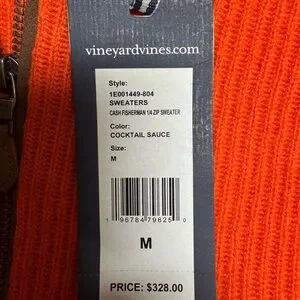 vineyardvines.com
Style:
1E001449-804
SWEATERS
CASH FISHERMAN 1/4 ZIP SWEATER
Color:
COCKTAIL SAUCE
Size:
M
1 96784 79625 0
M
PRICE: $328.00